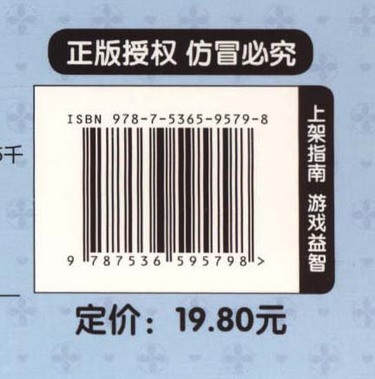 正版授权 仿冒必究
ISBN 978-7-5365-9579-8
9 787536 595798 >
上架指南 游戏益智
千
定价：19.80元